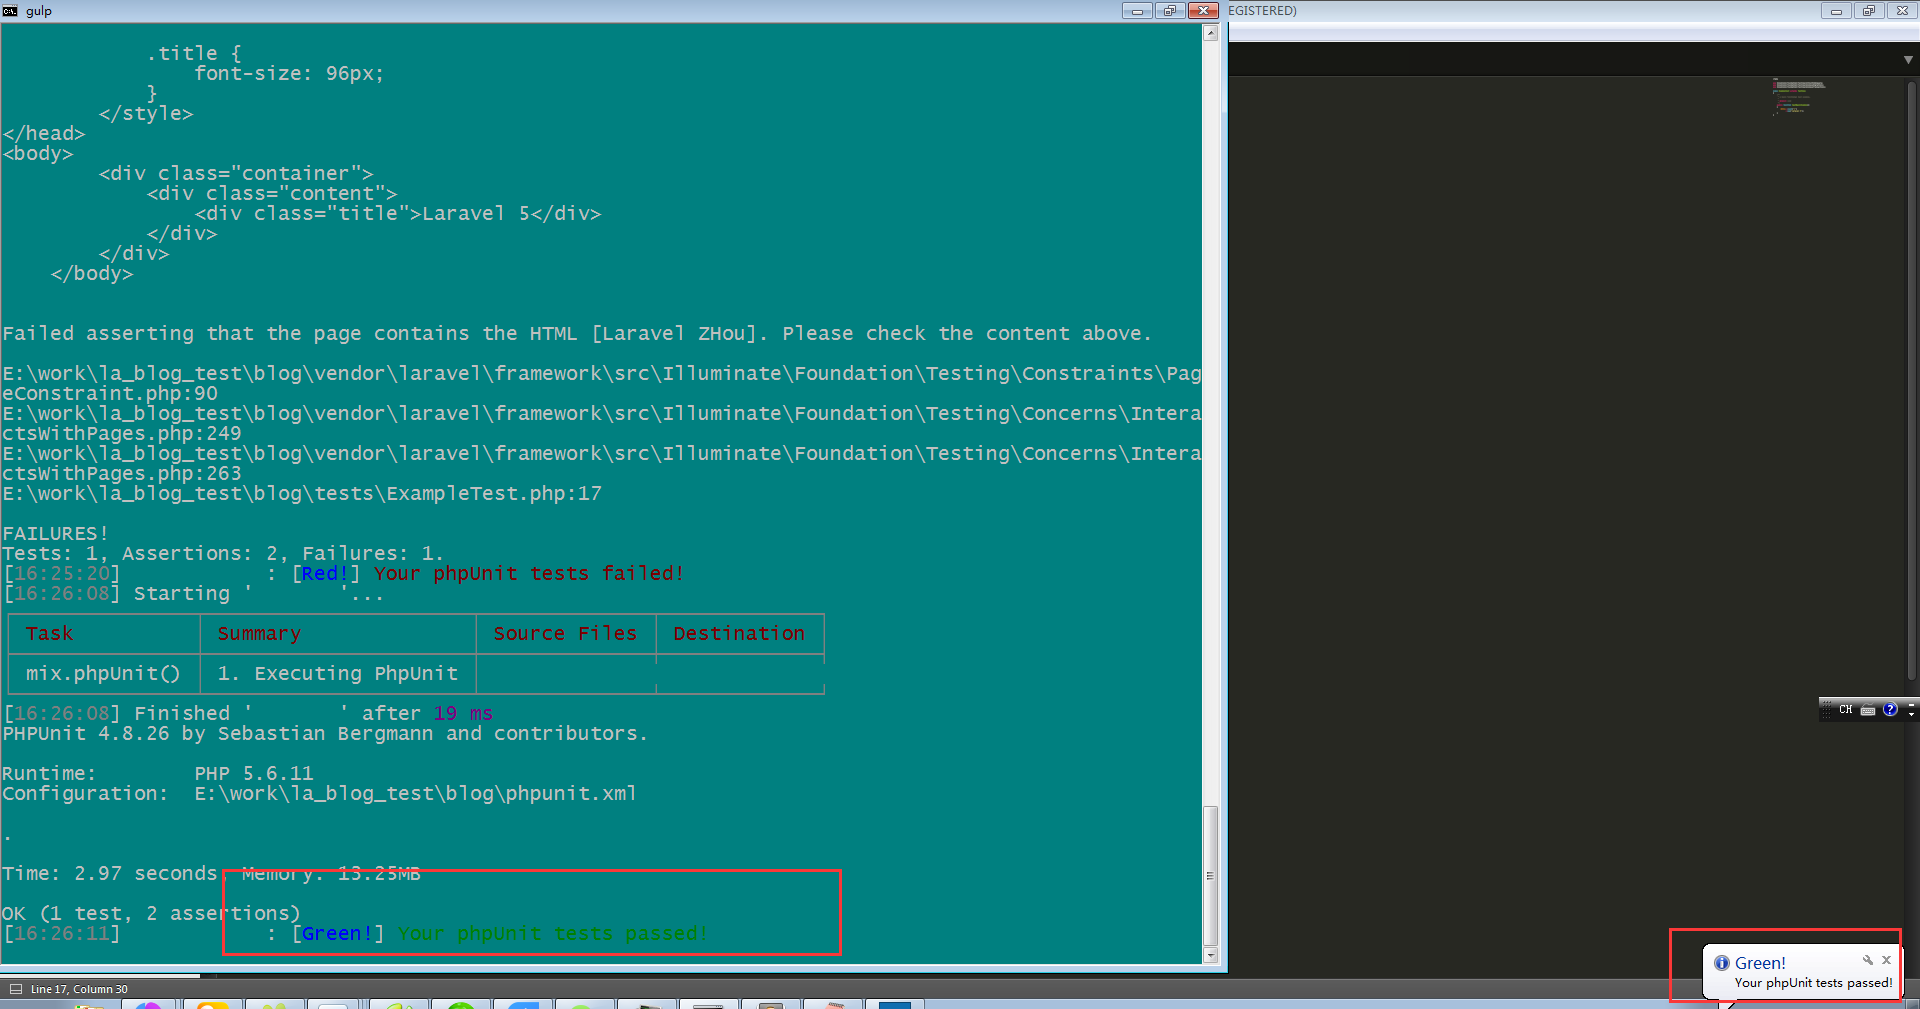 gulp
EGISTERED)
.title {
font-size: 96px;
}
</style>
</head>
<body>
<div class="container">
<div class="content">
<div class="title">Laravel 5</div>
</div>
</div>
</body>
Failed asserting that the page contains the HTML [Laravel ZHou]. Please check the content above.
E:\work\la_blog_test\blog\vendor\laravel\framework\src\Illuminate\Foundation\Testing\Constraints\Pag
eConstraint.php:90
E:\work\la_blog_test\blog\vendor\laravel\framework\src\Illuminate\Foundation\Testing\Concerns\Intera
ctsWithPages.php:249
E:\work\la_blog_test\blog\vendor\laravel\framework\src\Illuminate\Foundation\Testing\Concerns\Intera
ctsWithPages.php:263
E:\work\la_blog_test\blog\tests\ExampleTest.php:17
FAILURES!
Tests: 1, Assertions: 2, Failures: 1.
[16:25:20] : [Red!] Your phpUnit tests failed!
[16:26:08] Starting ' '...
Task Summary Source Files Destination
mix.phpUnit() 1. Executing PhpUnit
[16:26:08] Finished ' ' after 19 ms
PHPUnit 4.8.26 by Sebastian Bergmann and contributors.
Runtime: PHP 5.6.11
Configuration: E:\work\la_blog_test\blog\phpunit.xml
.
Time: 2.97 seconds, Memory: 13.25MB
OK (1 test, 2 assertions)
[16:26:11] : [Green!] Your phpUnit tests passed!
CH
Green!
Your phpUnit tests passed!
Line 17, Column 30